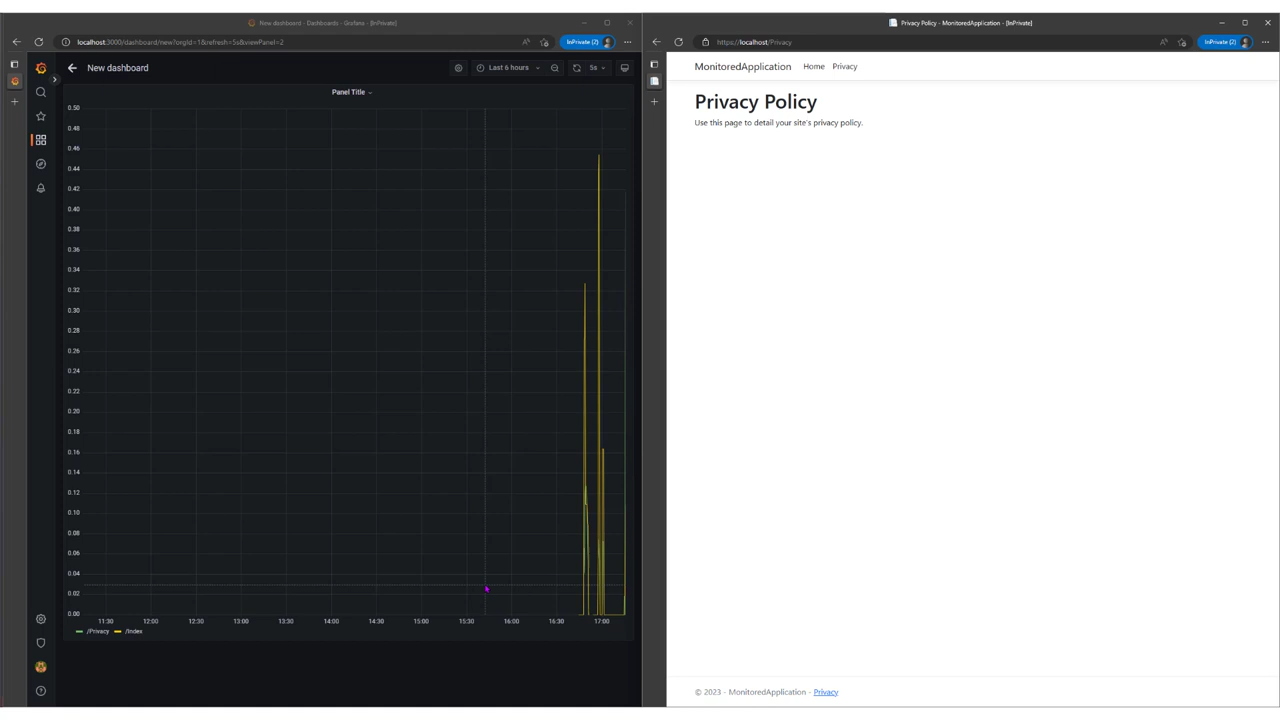 New dashboard - Dashboards - Grafana - [InPrivate]
localhost:3000/dashboard/new?orgId=1&refresh=5s&viewPanel=2
InPrivate (2)
New dashboard
Last 6 hours
5s
Panel Title
0.50
0.48
0.46
0.44
0.42
0.40
0.38
0.36
0.34
0.32
0.30
0.28
0.26
0.24
0.22
0.20
0.18
0.16
0.14
0.12
0.10
0.08
0.06
0.04
0.02
0.00
11:30 12:00 12:30 13:00 13:30 14:00 14:30 15:00 15:30 16:00 16:30 17:00
/Privacy /Index
Privacy Policy - MonitoredApplication - [InPrivate]
https://localhost/Privacy
InPrivate (2)
MonitoredApplication Home Privacy
Privacy Policy
Use this page to detail your site's privacy policy.
© 2023 - MonitoredApplication - Privacy